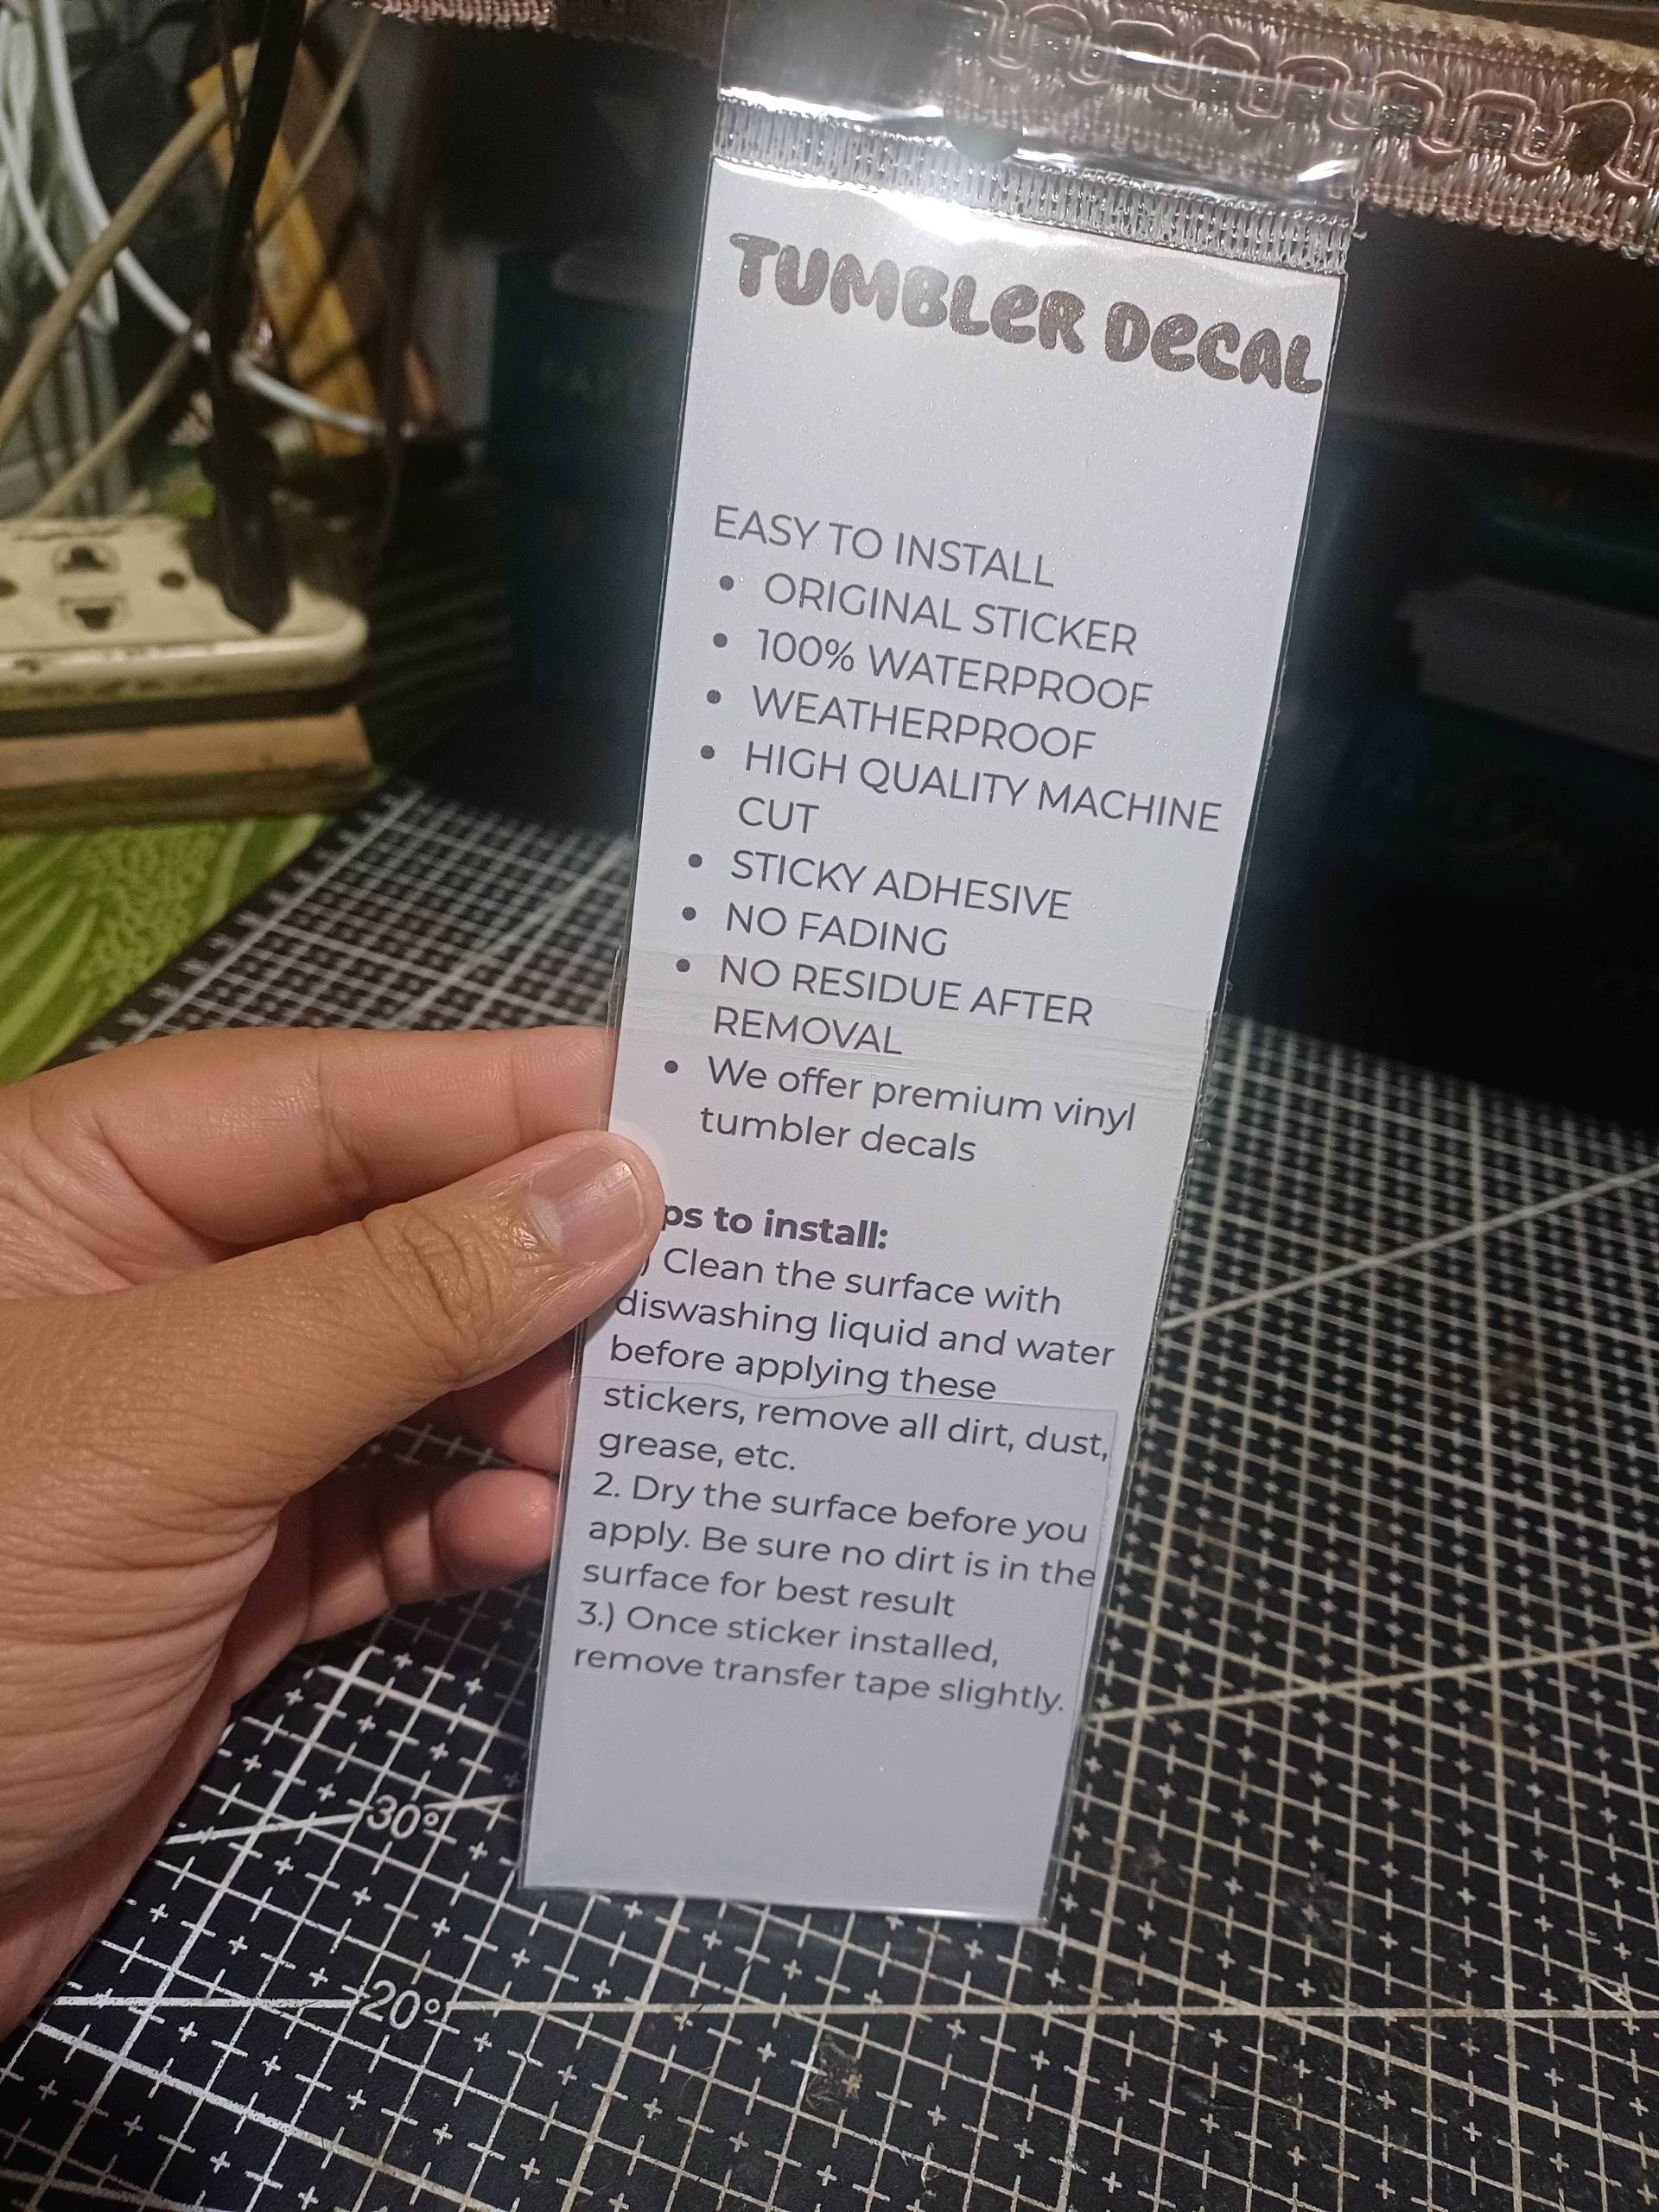 TUMBLER DECAL
EASY TO INSTALL
• ORIGINAL STICKER
• 100% WATERPROOF
• WEATHERPROOF
• HIGH QUALITY MACHINE
CUT
• STICKY ADHESIVE
• NO FADING
• NO RESIDUE AFTER
REMOVAL
• We offer premium vinyl
tumbler decals
ps to install:
) Clean the surface with
diswashing liquid and water
before applying these
stickers, remove all dirt, dust,
grease, etc.
2. Dry the surface before you
apply. Be sure no dirt is in the
surface for best result
3.) Once sticker installed,
remove transfer tape slightly.
30°
20°